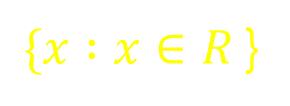 {x : x ∈ R }